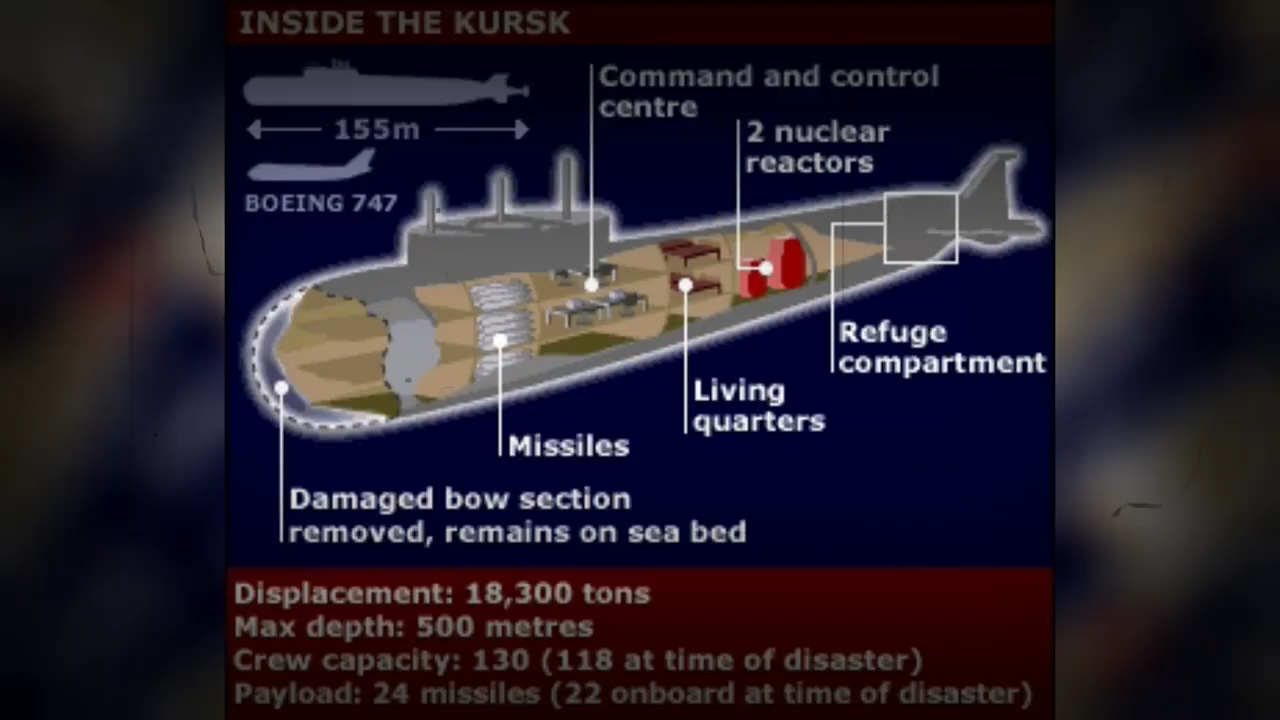 INSIDE THE KURSK
Command and control
centre
155m
2 nuclear
reactors
BOEING 747
Refuge
compartment
Living
quarters
Missiles
Damaged bow section
removed, remains on sea bed
Displacement: 18,300 tons
Max depth: 500 metres
Crew capacity: 130 (118 at time of disaster)
Payload: 24 missiles (22 onboard at time of disaster)